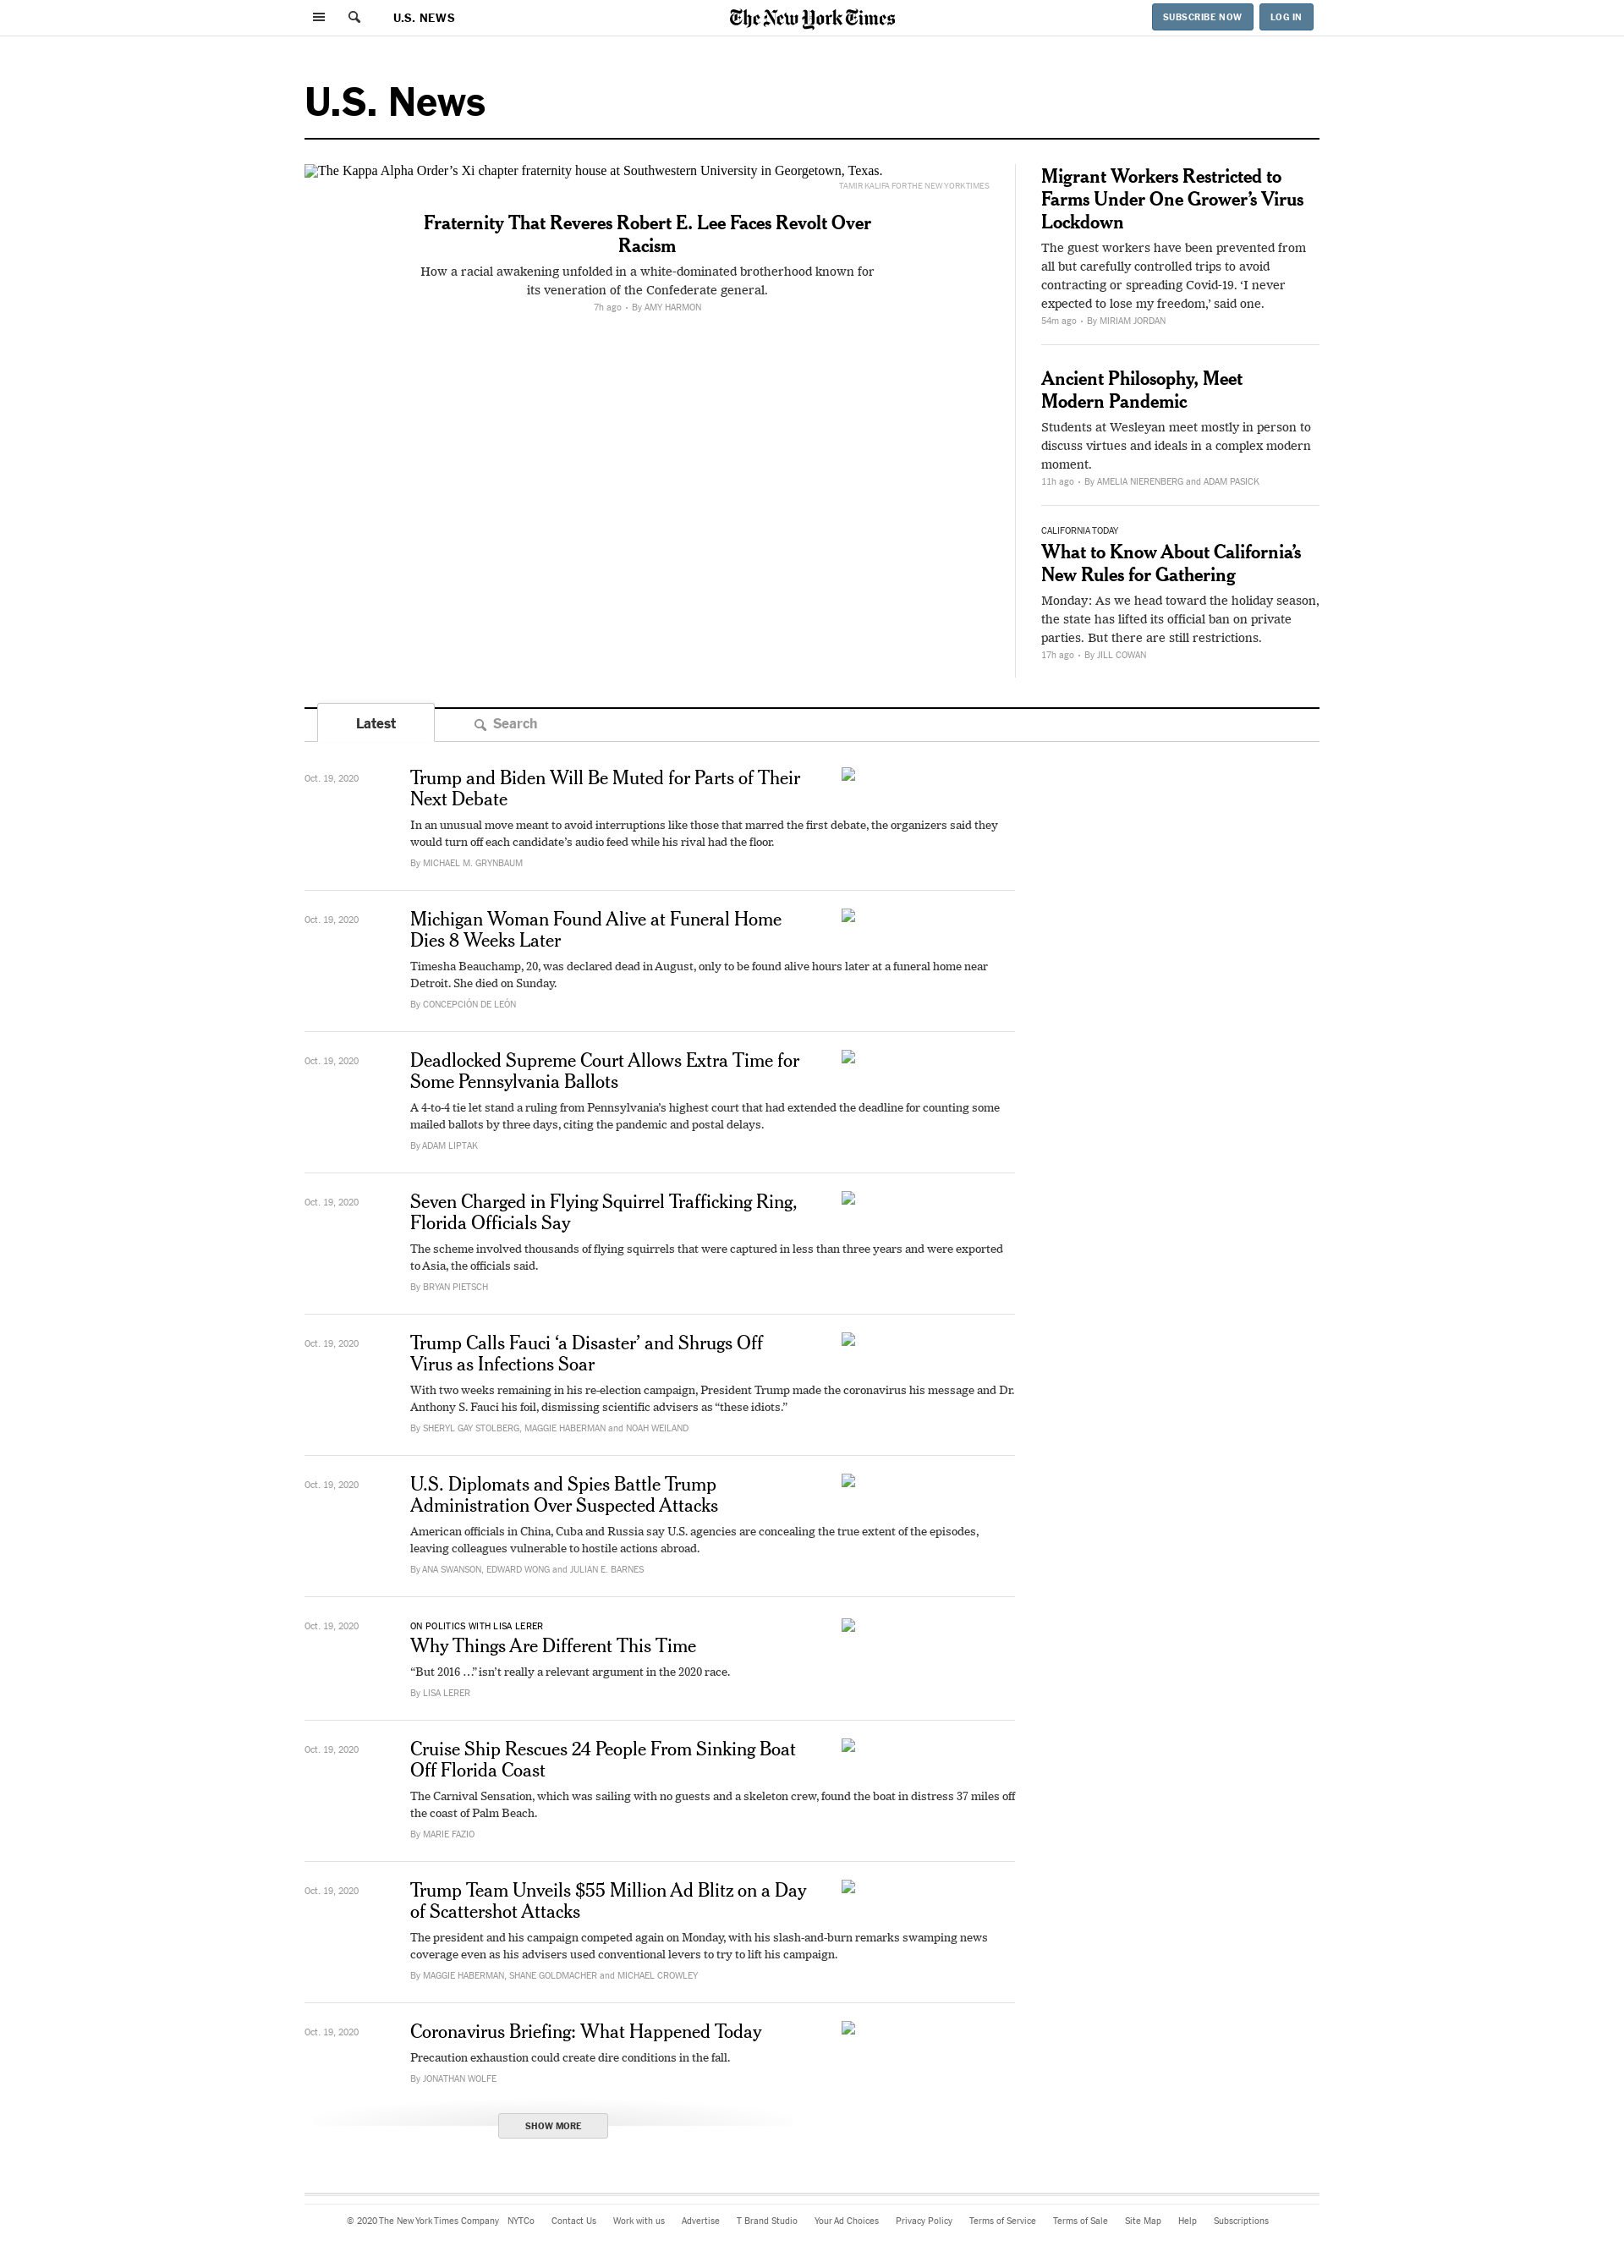 U.S. NEWS
The New York Times
SUBSCRIBE NOW
LOG IN
U.S. News
The Kappa Alpha Order’s Xi chapter fraternity house at Southwestern University in Georgetown, Texas.
TAMIR KALIFA FOR THE NEW YORK TIMES
Fraternity That Reveres Robert E. Lee Faces Revolt Over
Racism
How a racial awakening unfolded in a white-dominated brotherhood known for
its veneration of the Confederate general.
7h ago • By AMY HARMON
Migrant Workers Restricted to
Farms Under One Grower’s Virus
Lockdown
The guest workers have been prevented from
all but carefully controlled trips to avoid
contracting or spreading Covid-19. ‘I never
expected to lose my freedom,’ said one.
54m ago • By MIRIAM JORDAN
Ancient Philosophy, Meet
Modern Pandemic
Students at Wesleyan meet mostly in person to
discuss virtues and ideals in a complex modern
moment.
11h ago • By AMELIA NIERENBERG and ADAM PASICK
CALIFORNIA TODAY
What to Know About California’s
New Rules for Gathering
Monday: As we head toward the holiday season,
the state has lifted its official ban on private
parties. But there are still restrictions.
17h ago • By JILL COWAN
Latest
Search
Oct. 19, 2020
Trump and Biden Will Be Muted for Parts of Their
Next Debate
In an unusual move meant to avoid interruptions like those that marred the first debate, the organizers said they
would turn off each candidate’s audio feed while his rival had the floor.
By MICHAEL M. GRYNBAUM
Oct. 19, 2020
Michigan Woman Found Alive at Funeral Home
Dies 8 Weeks Later
Timesha Beauchamp, 20, was declared dead in August, only to be found alive hours later at a funeral home near
Detroit. She died on Sunday.
By CONCEPCIÓN DE LEÓN
Oct. 19, 2020
Deadlocked Supreme Court Allows Extra Time for
Some Pennsylvania Ballots
A 4-to-4 tie let stand a ruling from Pennsylvania’s highest court that had extended the deadline for counting some
mailed ballots by three days, citing the pandemic and postal delays.
By ADAM LIPTAK
Oct. 19, 2020
Seven Charged in Flying Squirrel Trafficking Ring,
Florida Officials Say
The scheme involved thousands of flying squirrels that were captured in less than three years and were exported
to Asia, the officials said.
By BRYAN PIETSCH
Oct. 19, 2020
Trump Calls Fauci ‘a Disaster’ and Shrugs Off
Virus as Infections Soar
With two weeks remaining in his re-election campaign, President Trump made the coronavirus his message and Dr.
Anthony S. Fauci his foil, dismissing scientific advisers as “these idiots.”
By SHERYL GAY STOLBERG, MAGGIE HABERMAN and NOAH WEILAND
Oct. 19, 2020
U.S. Diplomats and Spies Battle Trump
Administration Over Suspected Attacks
American officials in China, Cuba and Russia say U.S. agencies are concealing the true extent of the episodes,
leaving colleagues vulnerable to hostile actions abroad.
By ANA SWANSON, EDWARD WONG and JULIAN E. BARNES
Oct. 19, 2020
ON POLITICS WITH LISA LERER
Why Things Are Different This Time
“But 2016 …” isn’t really a relevant argument in the 2020 race.
By LISA LERER
Oct. 19, 2020
Cruise Ship Rescues 24 People From Sinking Boat
Off Florida Coast
The Carnival Sensation, which was sailing with no guests and a skeleton crew, found the boat in distress 37 miles off
the coast of Palm Beach.
By MARIE FAZIO
Oct. 19, 2020
Trump Team Unveils $55 Million Ad Blitz on a Day
of Scattershot Attacks
The president and his campaign competed again on Monday, with his slash-and-burn remarks swamping news
coverage even as his advisers used conventional levers to try to lift his campaign.
By MAGGIE HABERMAN, SHANE GOLDMACHER and MICHAEL CROWLEY
Oct. 19, 2020
Coronavirus Briefing: What Happened Today
Precaution exhaustion could create dire conditions in the fall.
By JONATHAN WOLFE
SHOW MORE
© 2020 The New York Times Company NYTCo Contact Us Work with us Advertise T Brand Studio Your Ad Choices Privacy Policy Terms of Service Terms of Sale Site Map Help Subscriptions